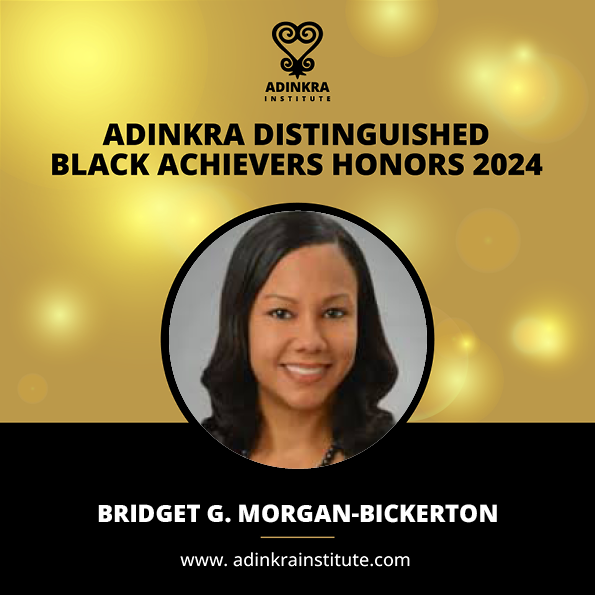 ADINKRA
INSTITUTE
ADINKRA DISTINGUISHED
BLACK ACHIEVERS HONORS 2024
BRIDGET G. MORGAN-BICKERTON
www. adinkrainstitute.com